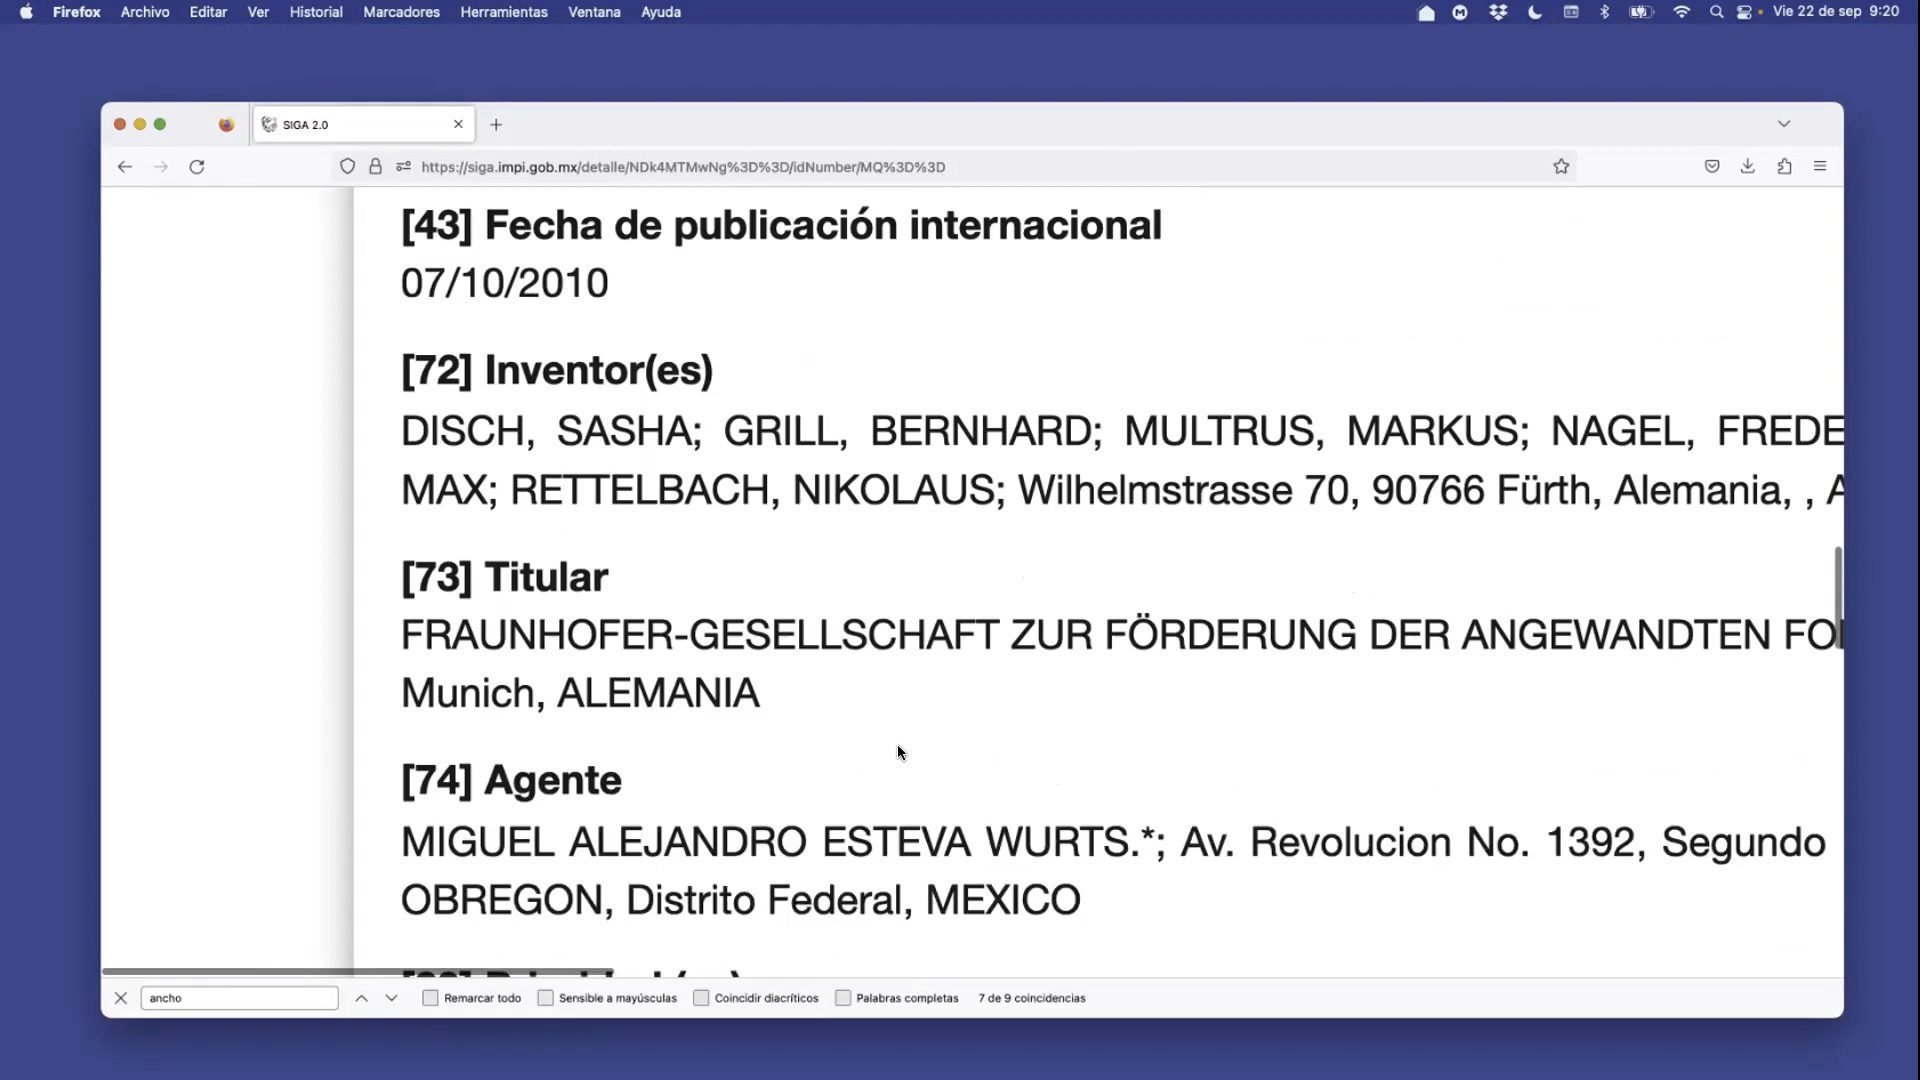 Firefox Archivo Editar Ver Historial Marcadores Herramientas Ventana Ayuda Vie 22 de sep 9:20
SIGA 2.0
https://siga.impi.gob.mx/detalle/NDk4MTMwNg%3D%3D/idNumber/MQ%3D%3D
[43] Fecha de publicación internacional
07/10/2010
[72] Inventor(es)
DISCH, SASHA; GRILL, BERNHARD; MULTRUS, MARKUS; NAGEL, FREDE
MAX; RETTELBACH, NIKOLAUS; Wilhelmstrasse 70, 90766 Fürth, Alemania, , A
[73] Titular
FRAUNHOFER-GESELLSCHAFT ZUR FÖRDERUNG DER ANGEWANDTEN FO
Munich, ALEMANIA
[74] Agente
MIGUEL ALEJANDRO ESTEVA WURTS.*; Av. Revolucion No. 1392, Segundo
OBREGON, Distrito Federal, MEXICO
ancho Remarcar todo Sensible a mayúsculas Coincidir diacríticos Palabras completas 7 de 9 coincidencias